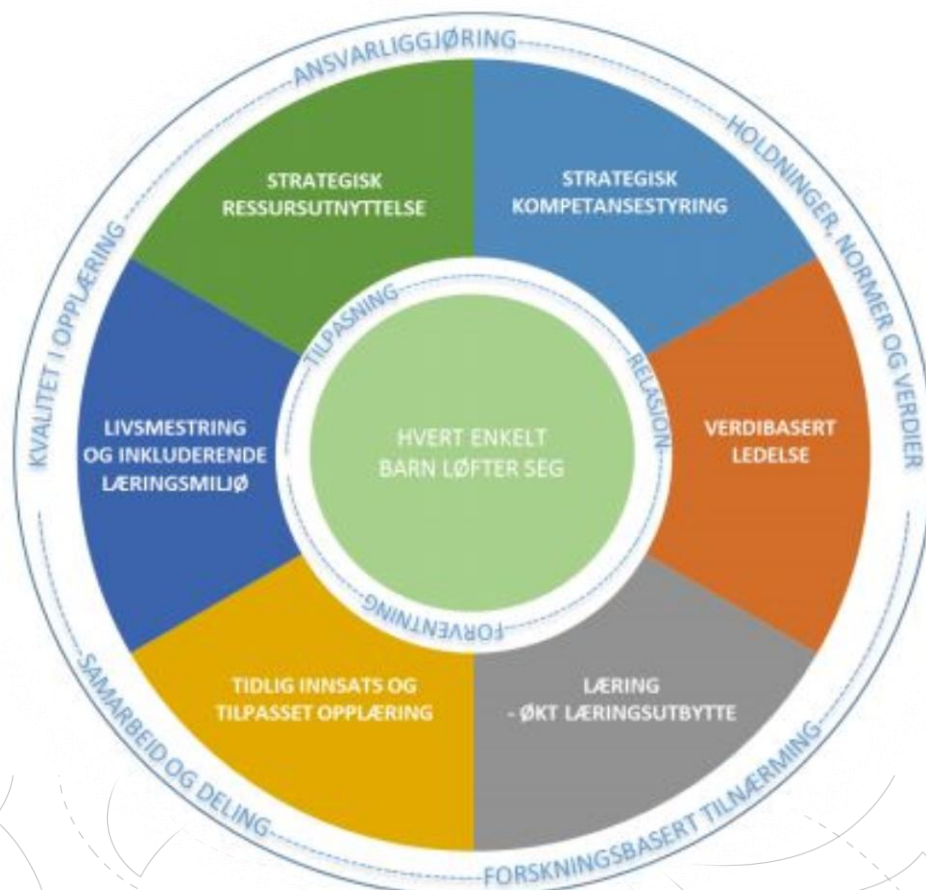 ANSVARLIGGJØRING
HOLDNINGER, NORMER OG VERDIER
FORSKNINGSBASERT TILNÆRMING
SAMARBEID OG DELING
KVALITET I OPPLÆRING
STRATEGISK
RESSURSUTNYTTELSE
STRATEGISK
KOMPETANSESTYRING
VERDIBASERT
LEDELSE
LÆRING
- ØKT LÆRINGSUTBYTTE
TIDLIG INNSATS OG
TILPASSET OPPLÆRING
LIVSMESTRING
OG INKLUDERENDE
LÆRINGSMILJØ
TILPASNING
RELASJON
FORVENTNING
HVERT ENKELT
BARN LØFTER SEG